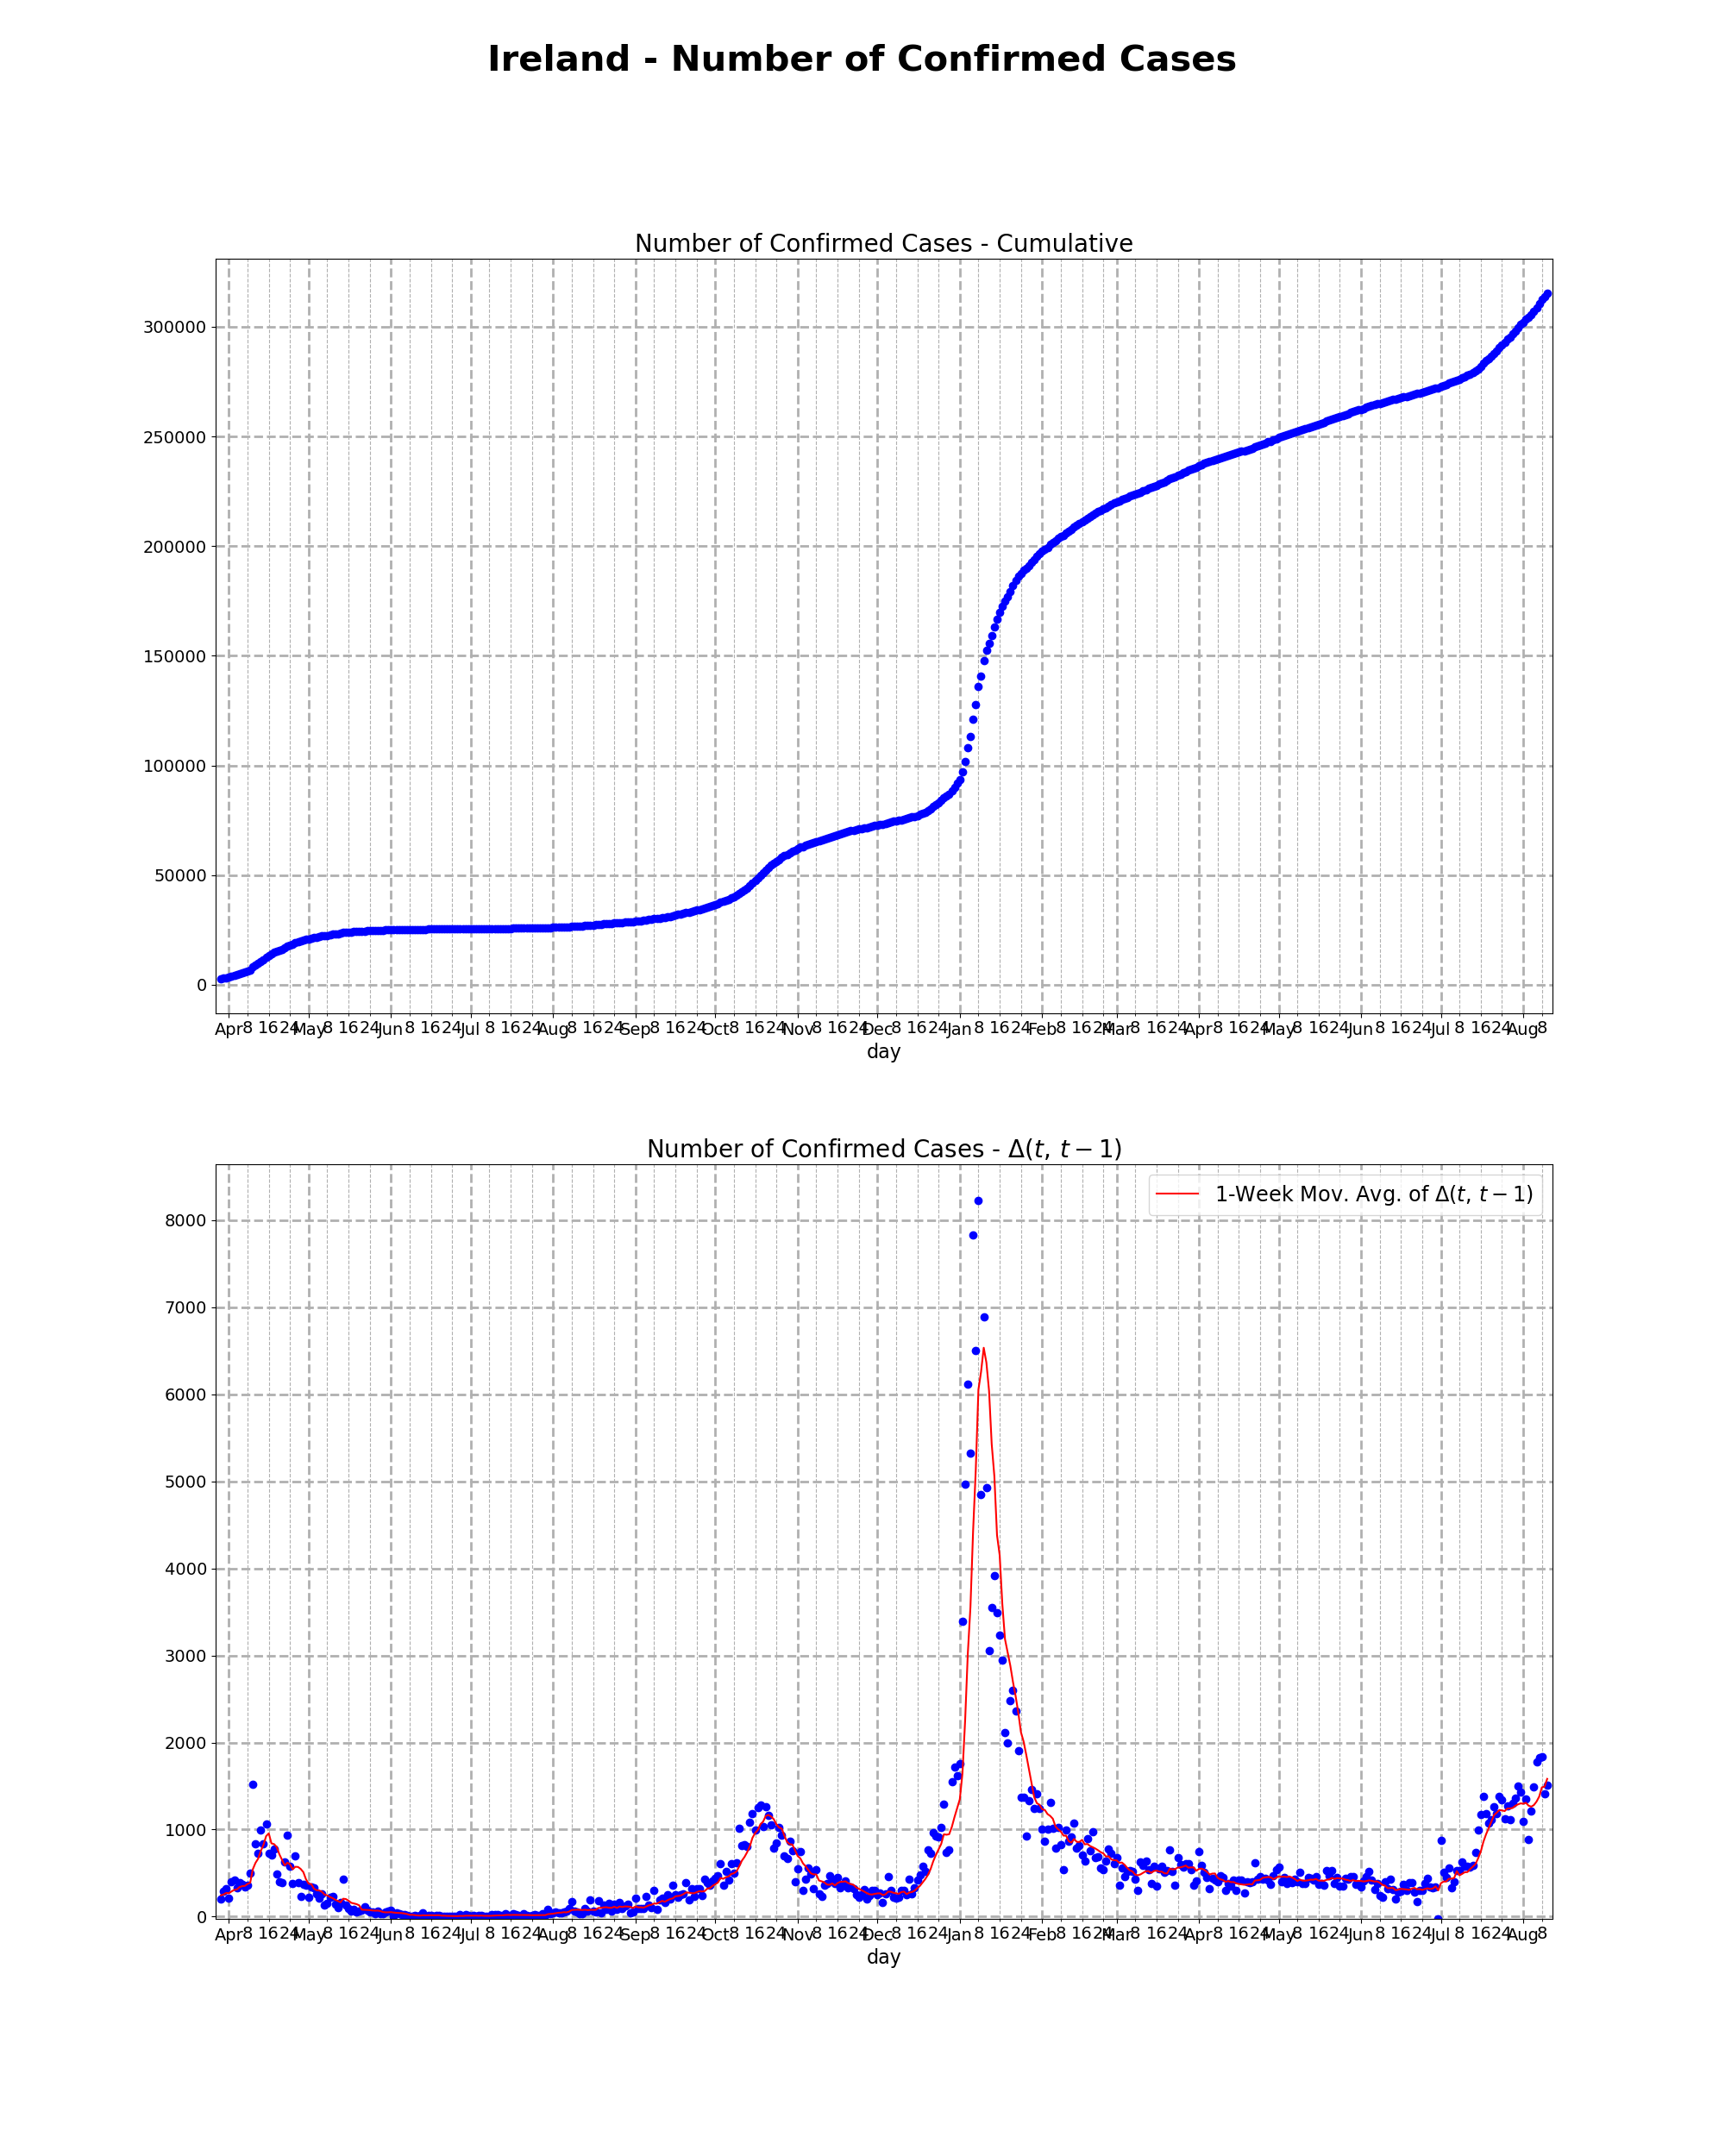 Ireland - Number of Confirmed Cases
Number of Confirmed Cases - Cumulative
300000
250000
200000
150000
100000
50000
0
Apr 8 16 24 May 8 16 24 Jun 8 16 24 Jul 8 16 24 Aug 8 16 24 Sep 8 16 24 Oct 8 16 24 Nov 8 16 24 Dec 8 16 24 Jan 8 16 24 Feb 8 16 24 Mar 8 16 24 Apr 8 16 24 May 8 16 24 Jun 8 16 24 Jul 8 16 24 Aug 8
day
Number of Confirmed Cases - Δ(t, t − 1)
1-Week Mov. Avg. of Δ(t, t − 1)
8000
7000
6000
5000
4000
3000
2000
1000
0
Apr 8 16 24 May 8 16 24 Jun 8 16 24 Jul 8 16 24 Aug 8 16 24 Sep 8 16 24 Oct 8 16 24 Nov 8 16 24 Dec 8 16 24 Jan 8 16 24 Feb 8 16 24 Mar 8 16 24 Apr 8 16 24 May 8 16 24 Jun 8 16 24 Jul 8 16 24 Aug 8
day